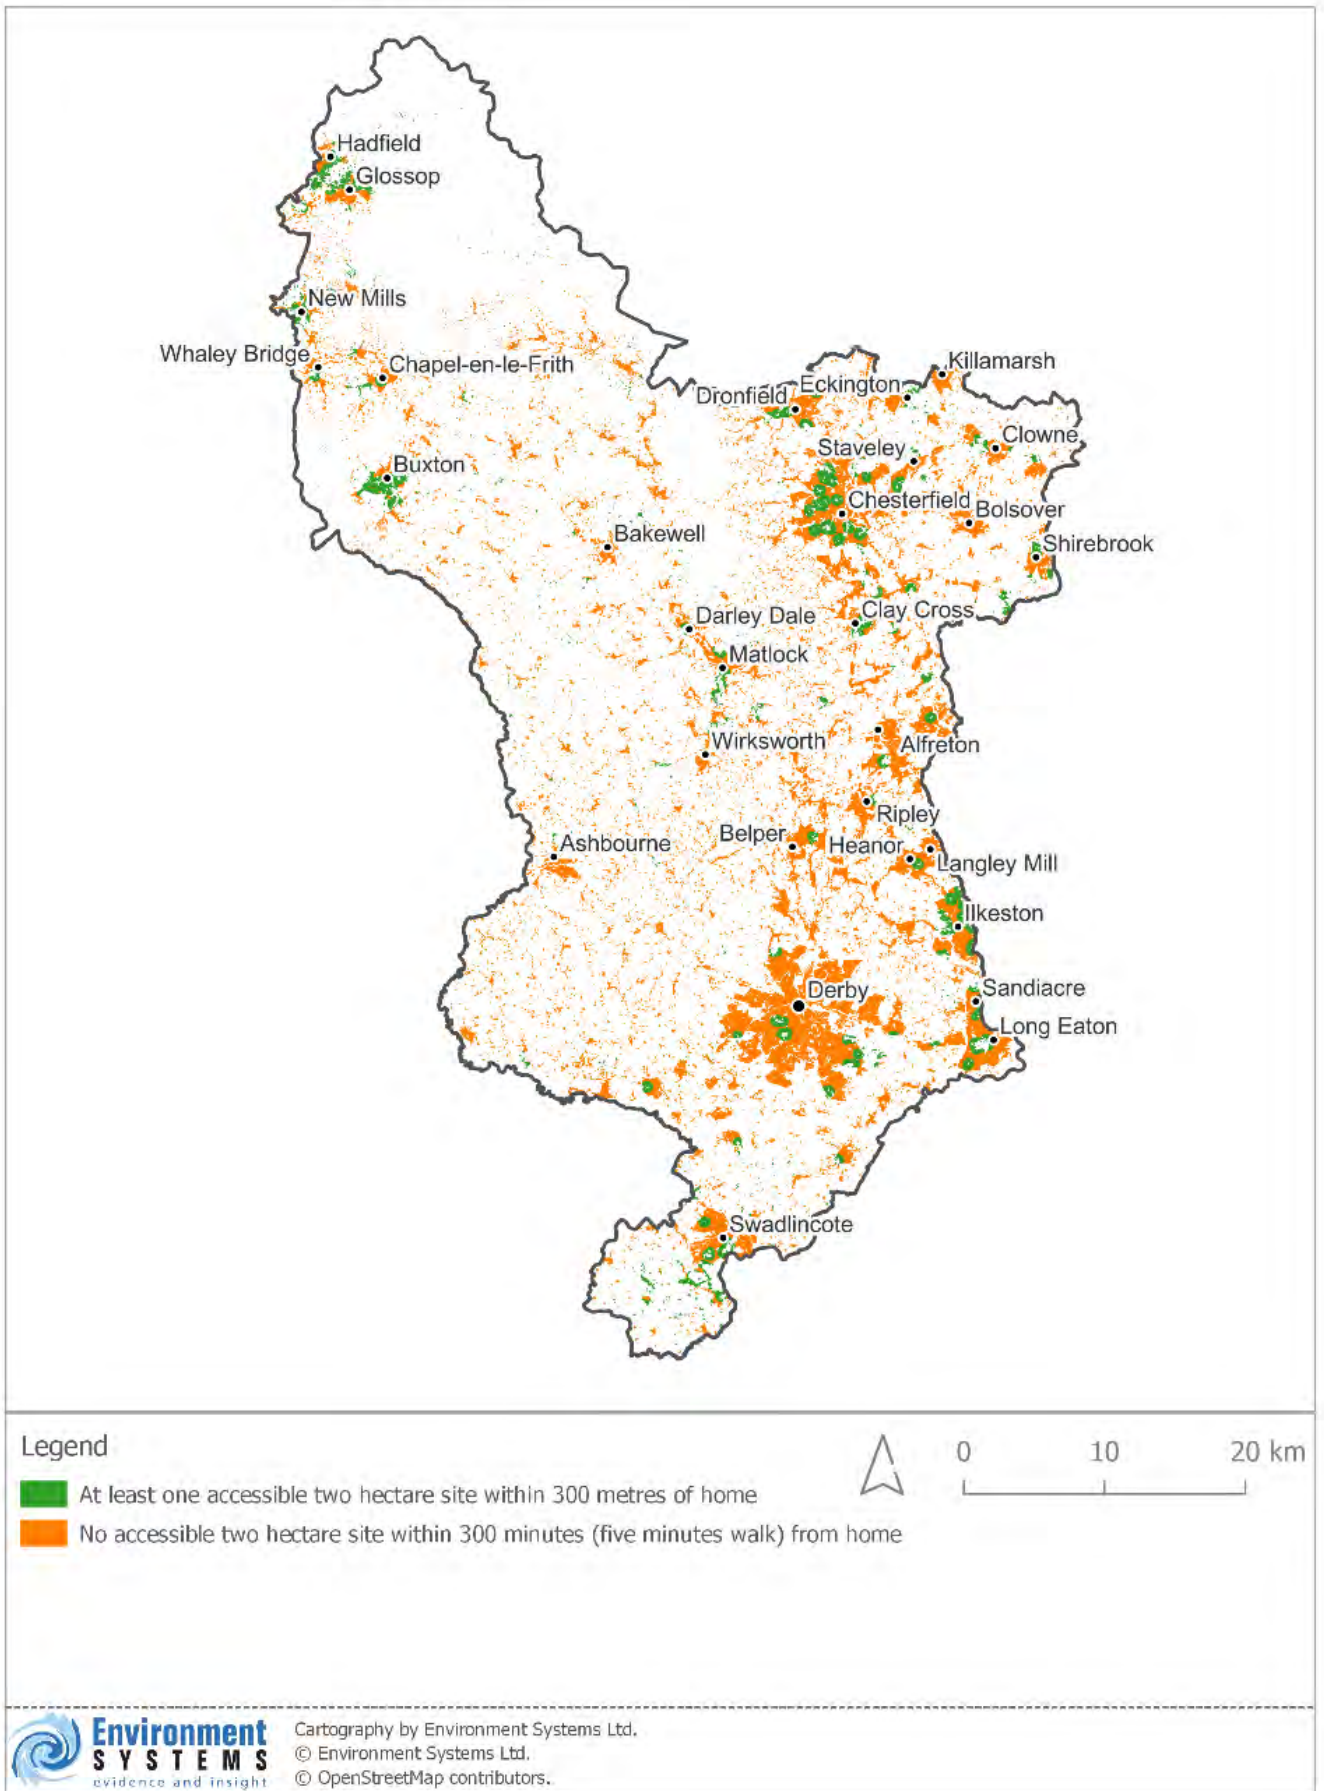 Hadfield
Glossop
New Mills
Whaley Bridge
Chapel-en-le-Frith
Killamarsh
Dronfield
Eckington
Clowne
Staveley
Buxton
Chesterfield
Bolsover
Bakewell
Shirebrook
Darley Dale
Clay Cross
Matlock
Wirksworth
Alfreton
Ripley
Belper
Heanor
Ashbourne
Langley Mill
Ilkeston
Derby
Sandiacre
Long Eaton
Swadlincote
Legend
0 10 20 km
At least one accessible two hectare site within 300 metres of home
No accessible two hectare site within 300 minutes (five minutes walk) from home
Environment
SYSTEMS
evidence and insight
Cartography by Environment Systems Ltd.
© Environment Systems Ltd.
© OpenStreetMap contributors.